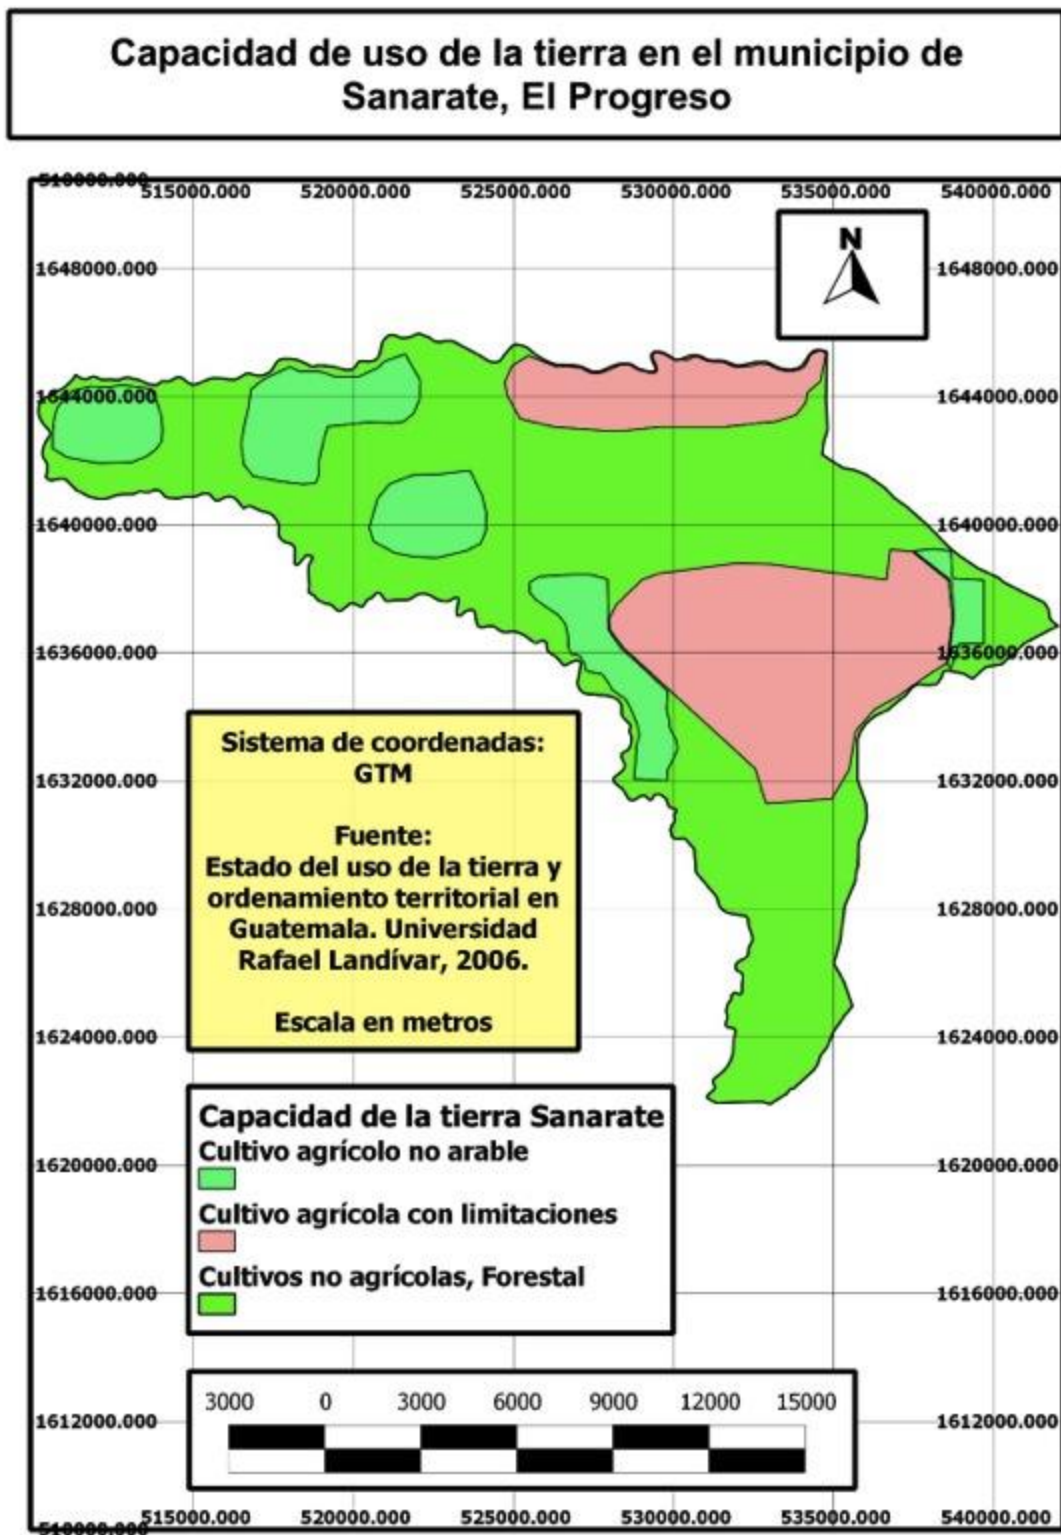 Capacidad de uso de la tierra en el municipio de
Sanarate, El Progreso
510000.000 515000.000 520000.000 525000.000 530000.000 535000.000 540000.000
N
1648000.000 1648000.000
1644000.000 1644000.000
1640000.000 1640000.000
1636000.000 1636000.000
Sistema de coordenadas:
GTM
1632000.000 1632000.000
Fuente:
Estado del uso de la tierra y
ordenamiento territorial en
1628000.000 1628000.000
Guatemala. Universidad
Rafael Landívar, 2006.
Escala en metros
1624000.000 1624000.000
Capacidad de la tierra Sanarate
Cultivo agrícolo no arable
1620000.000 1620000.000
Cultivo agrícola con limitaciones
Cultivos no agrícolas, Forestal
1616000.000 1616000.000
3000 0 3000 6000 9000 12000 15000
1612000.000 1612000.000
510000.000 515000.000 520000.000 525000.000 530000.000 535000.000 540000.000